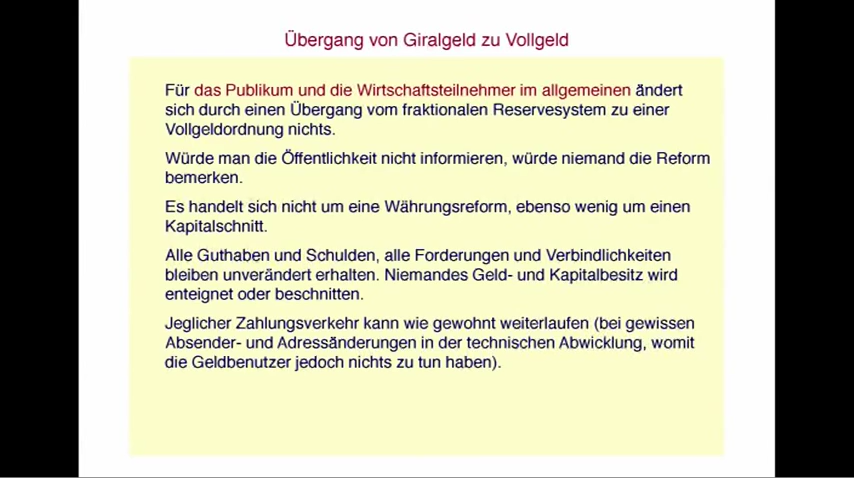 Übergang von Giralgeld zu Vollgeld
Für das Publikum und die Wirtschaftsteilnehmer im allgemeinen ändert
sich durch einen Übergang vom fraktionalen Reservesystem zu einer
Vollgeldordnung nichts.
Würde man die Öffentlichkeit nicht informieren, würde niemand die Reform
bemerken.
Es handelt sich nicht um eine Währungsreform, ebenso wenig um einen
Kapitalschnitt.
Alle Guthaben und Schulden, alle Forderungen und Verbindlichkeiten
bleiben unverändert erhalten. Niemandes Geld- und Kapitalbesitz wird
enteignet oder beschnitten.
Jeglicher Zahlungsverkehr kann wie gewohnt weiterlaufen (bei gewissen
Absender- und Adressänderungen in der technischen Abwicklung, womit
die Geldbenutzer jedoch nichts zu tun haben).